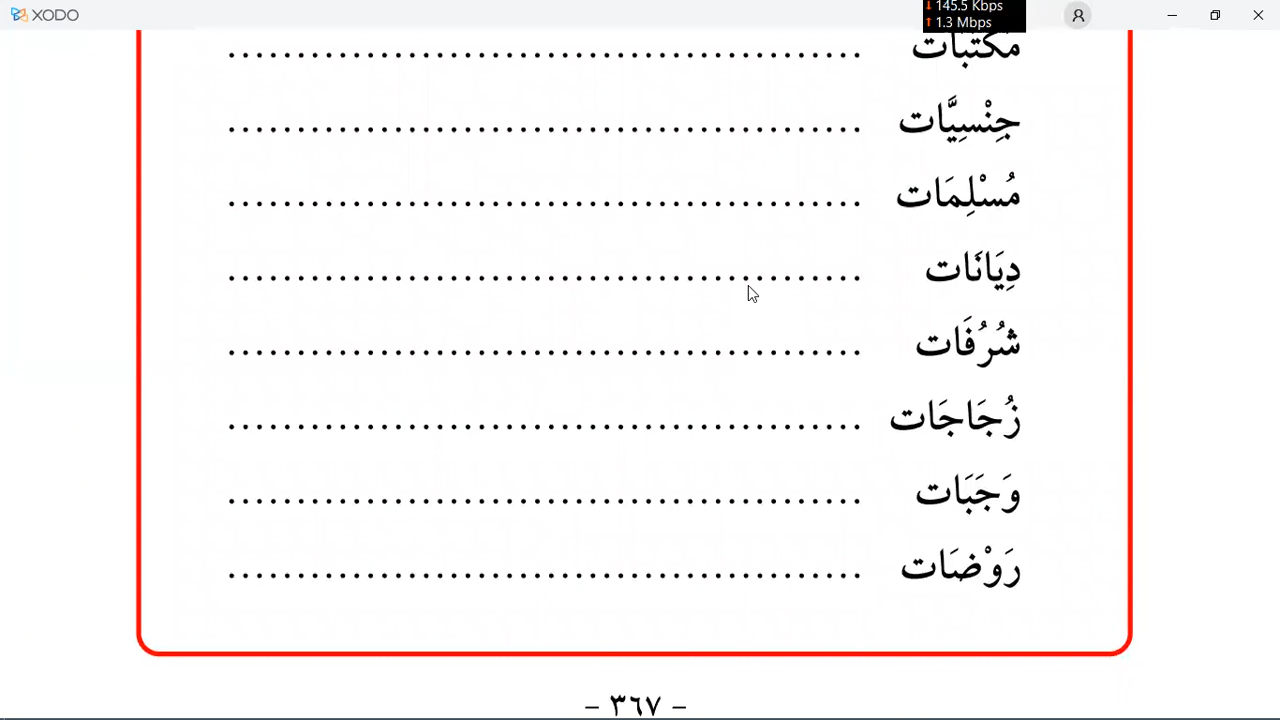 XODO
↓ 145.5 Kbps
↑ 1.3 Mbps
مكتبات ..............................................
جِنْسِيَّات ..............................................
مُسْلِمَات ..............................................
دِيَانَات ..............................................
شُرُفَات ..............................................
زُجَاجَات ..............................................
وَجَبَات ..............................................
رَوْضَات ..............................................
- ٣٦٧ -